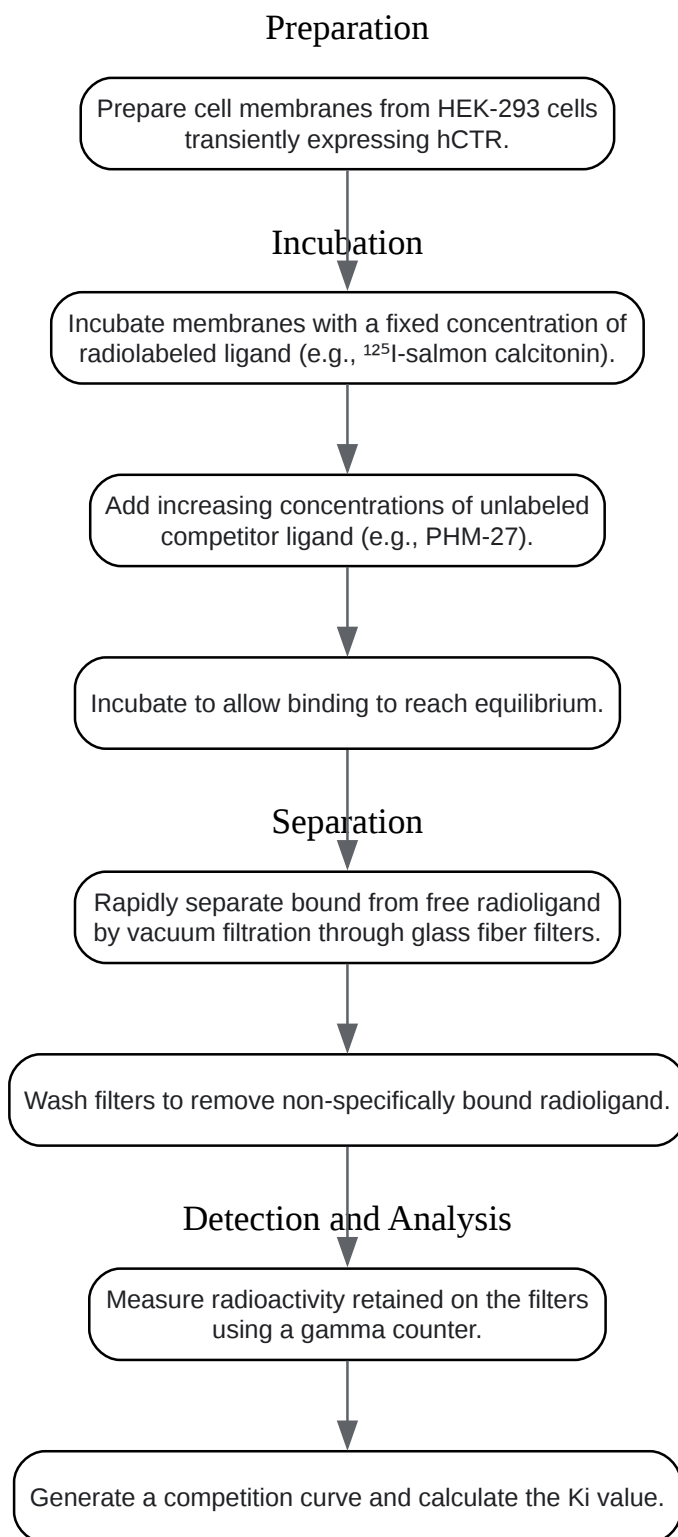 Preparation
Prepare cell membranes from HEK-293 cells
transiently expressing hCTR.
Incubation
Incubate membranes with a fixed concentration of
radiolabeled ligand (e.g., ¹²⁵I-salmon calcitonin).
Add increasing concentrations of unlabeled
competitor ligand (e.g., PHM-27).
Incubate to allow binding to reach equilibrium.
Separation
Rapidly separate bound from free radioligand
by vacuum filtration through glass fiber filters.
Wash filters to remove non-specifically bound radioligand.
Detection and Analysis
Measure radioactivity retained on the filters
using a gamma counter.
Generate a competition curve and calculate the Ki value.